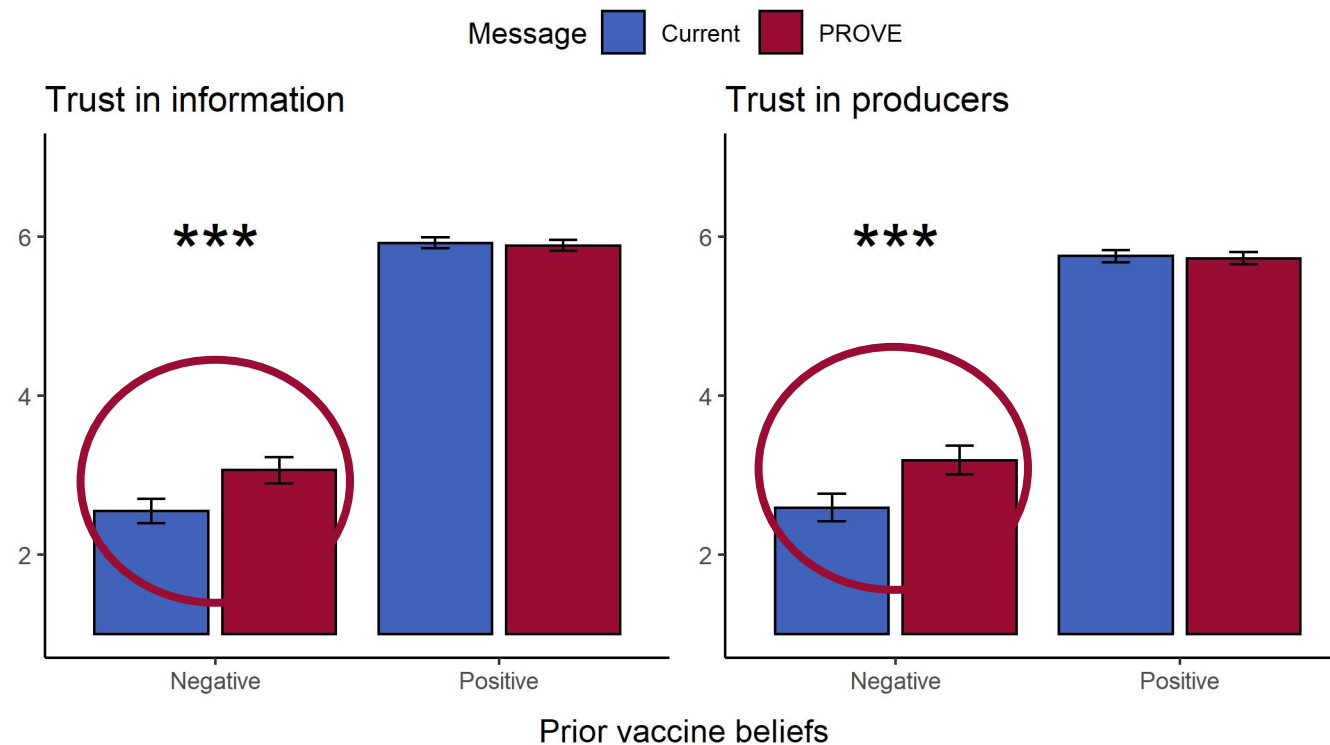 Message Current PROVE
Trust in information
Trust in producers
6
4
2
***
6
4
2
***
Negative
Positive
Negative
Positive
Prior vaccine beliefs